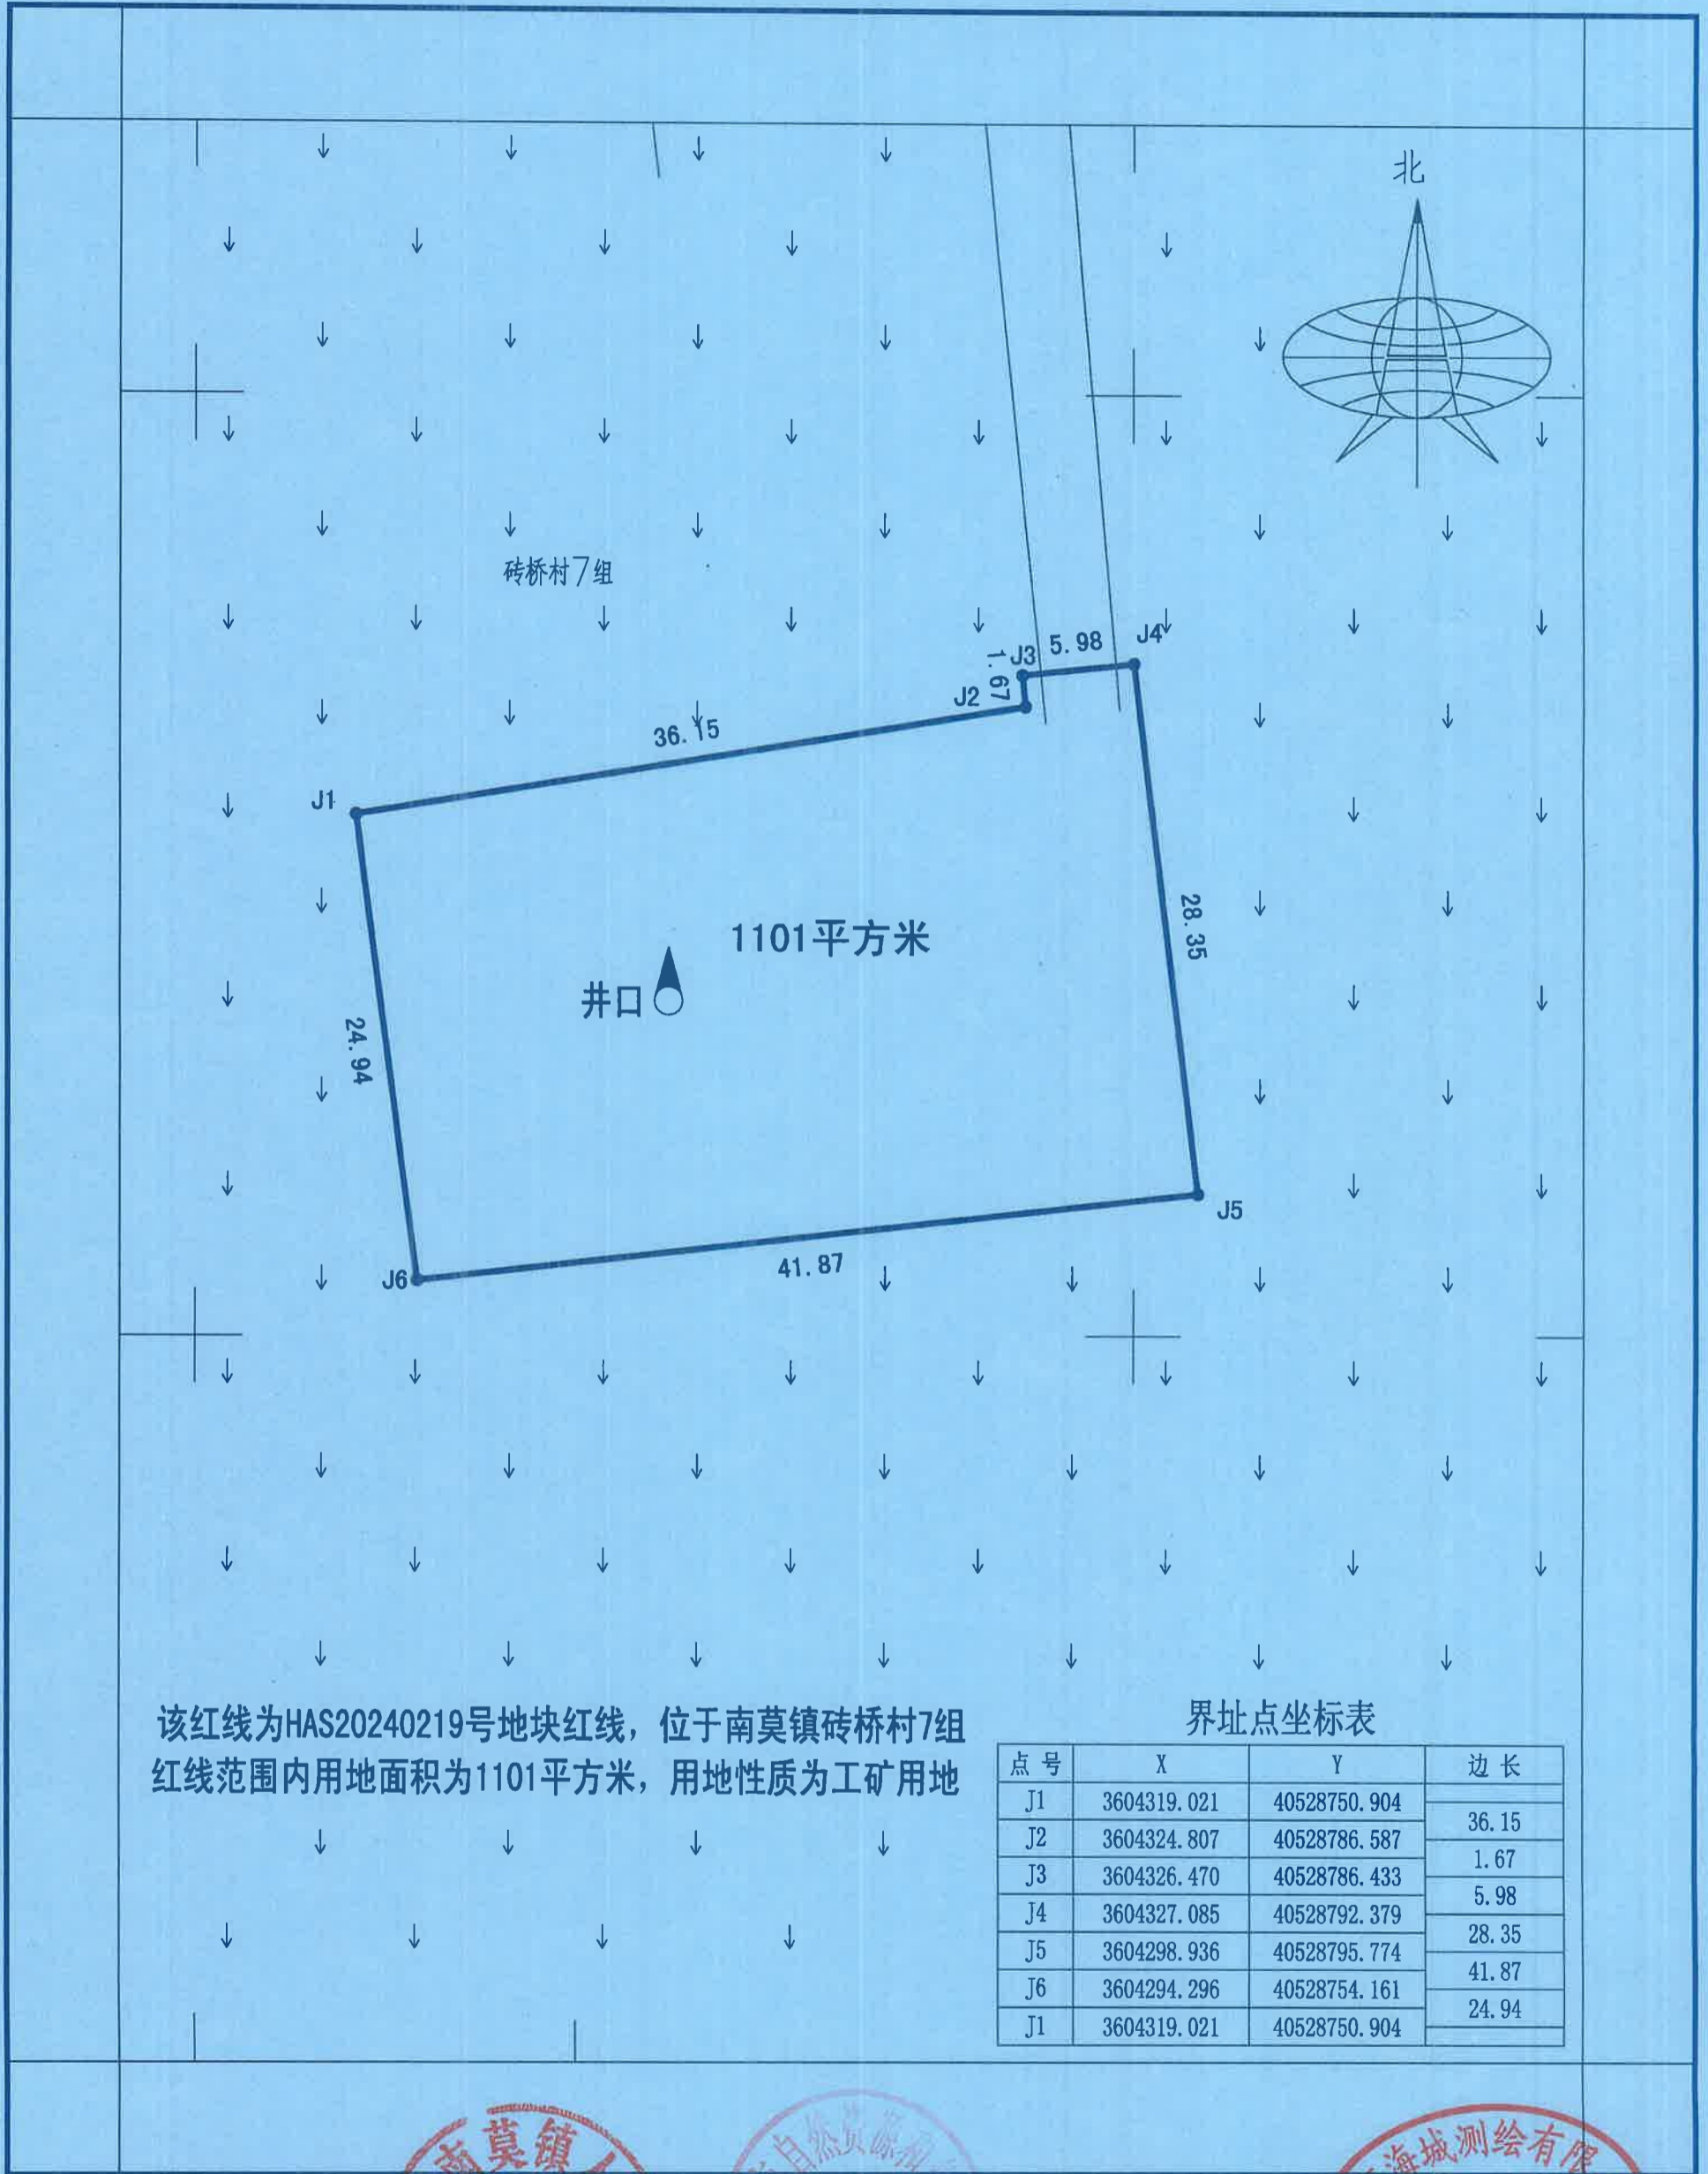 北
砖桥村7组
J3
5.98
J4
1.67
J2
36.15
J1
28.35
1101平方米
井口
24.94
J5
J6
41.87
该红线为HAS20240219号地块红线，位于南莫镇砖桥村7组
红线范围内用地面积为1101平方米，用地性质为工矿用地
界址点坐标表
点号 X Y 边长
J1 3604319.021 40528750.904
36.15
J2 3604324.807 40528786.587
1.67
J3 3604326.470 40528786.433
5.98
J4 3604327.085 40528792.379
28.35
J5 3604298.936 40528795.774
41.87
J6 3604294.296 40528754.161
24.94
J1 3604319.021 40528750.904
南莫镇人
自然资源和
海城测绘有限